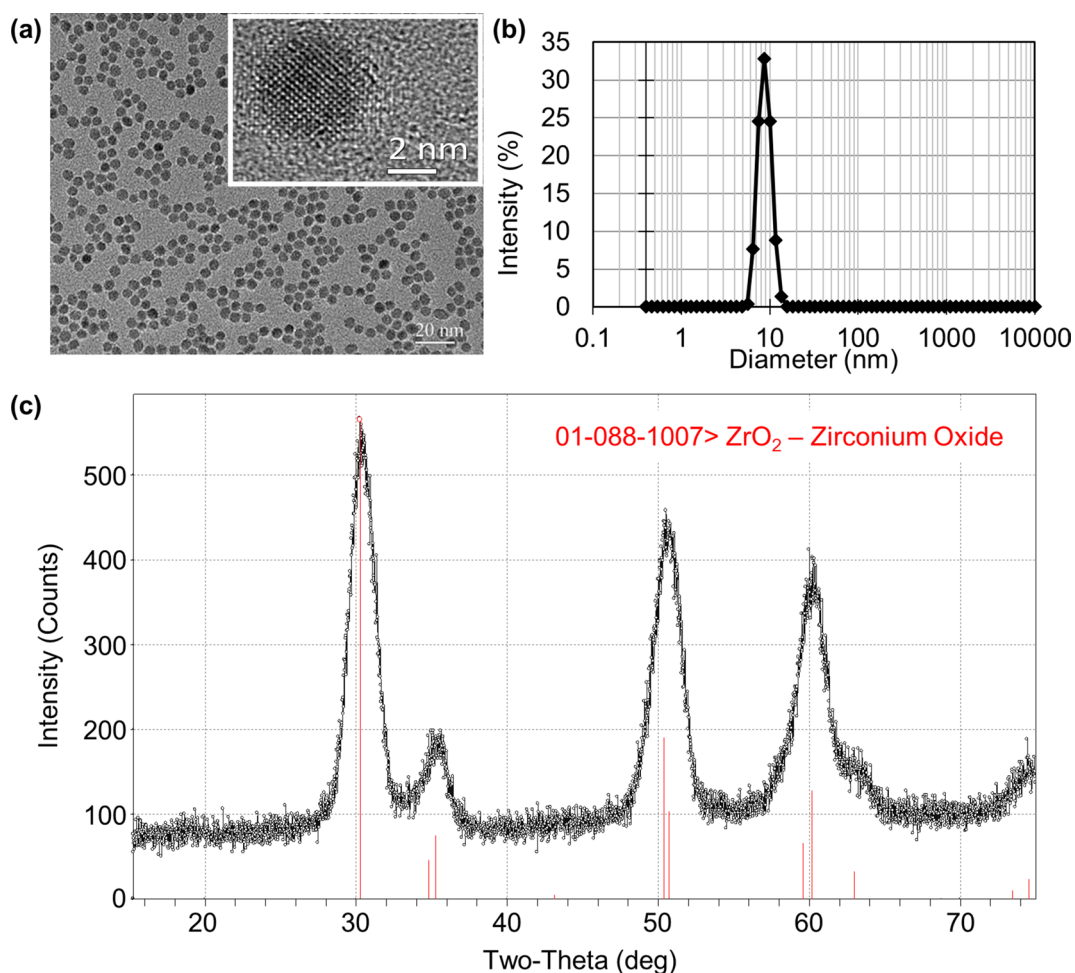 (a)
2 nm
20 nm
(b)
35
30
25
20
15
10
5
0
Intensity (%)
0.1 1 10 100 1000 10000
Diameter (nm)
(c)
01-088-1007> ZrO₂ – Zirconium Oxide
500
400
300
200
100
0
Intensity (Counts)
20 30 40 50 60 70
Two-Theta (deg)